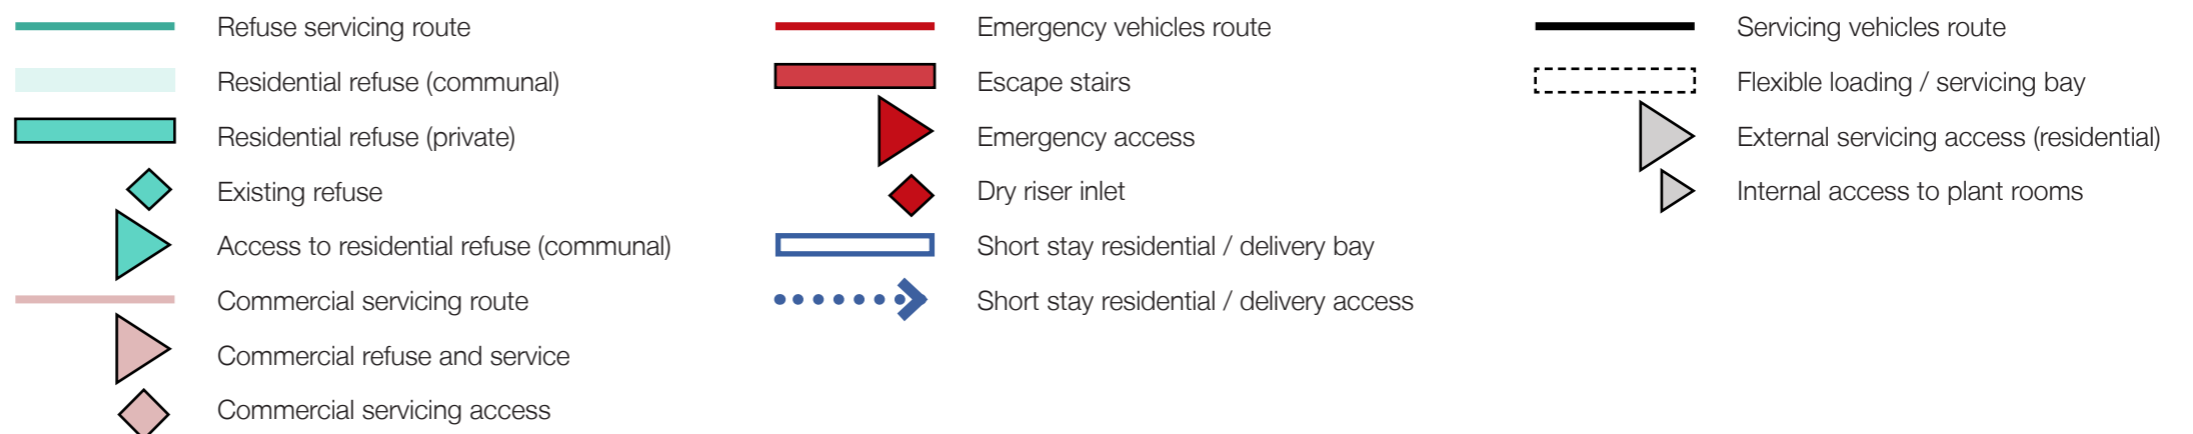 Refuse servicing route
Residential refuse (communal)
Residential refuse (private)
Existing refuse
Access to residential refuse (communal)
Commercial servicing route
Commercial refuse and service
Commercial servicing access
Emergency vehicles route
Escape stairs
Emergency access
Dry riser inlet
Short stay residential / delivery bay
Short stay residential / delivery access
Servicing vehicles route
Flexible loading / servicing bay
External servicing access (residential)
Internal access to plant rooms